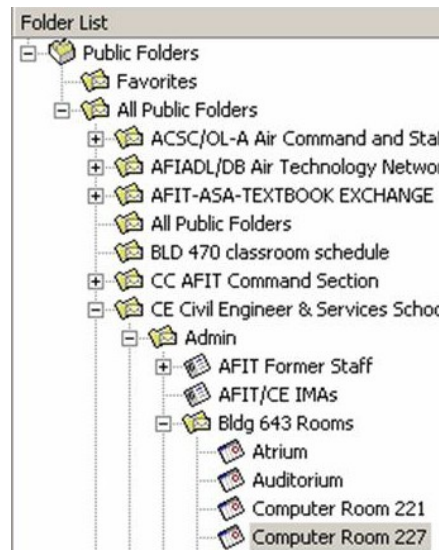 Folder List
Public Folders
Favorites
All Public Folders
ACSC/OL-A Air Command and Staf
AFIADL/DB Air Technology Networ
AFIT-ASA-TEXTBOOK EXCHANGE
All Public Folders
BLD 470 classroom schedule
CC AFIT Command Section
CE Civil Engineer & Services Schoo
Admin
AFIT Former Staff
AFIT/CE IMAs
Bldg 643 Rooms
Atrium
Auditorium
Computer Room 221
Computer Room 227